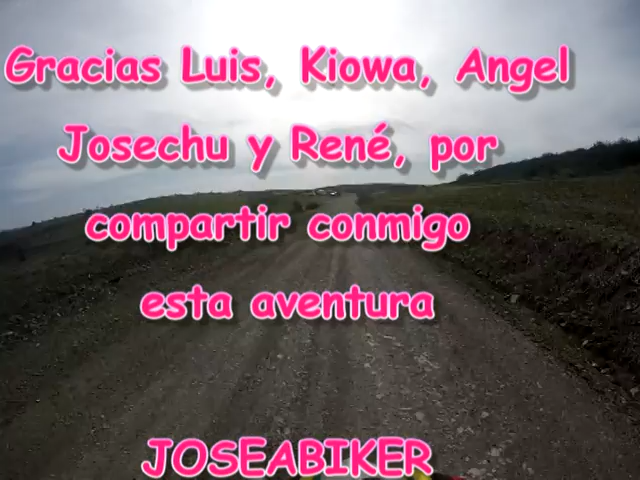 Gracias Luis, Kiowa, Angel
Josechu y René, por
compartir conmigo
esta aventura
JOSEABIKER